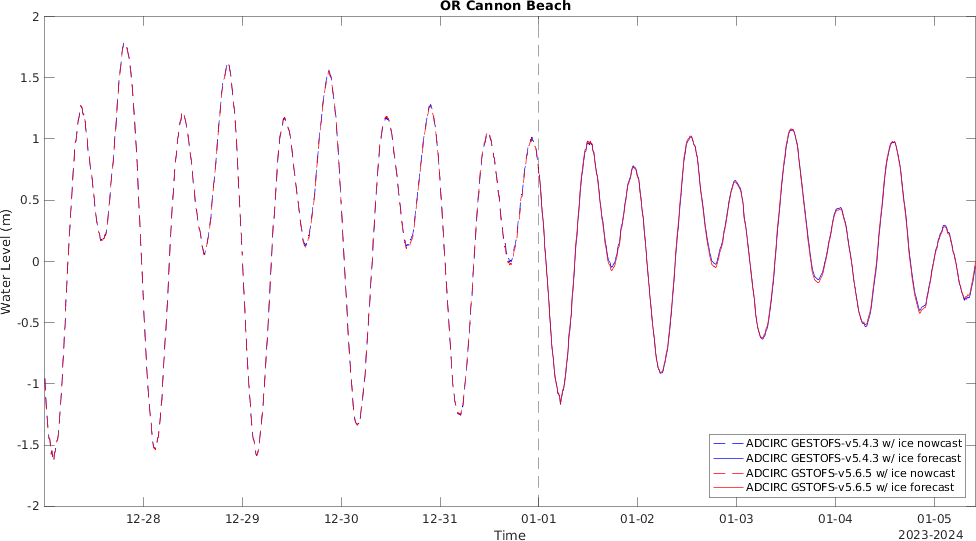 OR Cannon Beach
2
1.5
1
0.5
0
-0.5
-1
-1.5
-2
Water Level (m)
12-28
12-29
12-30
12-31
01-01
01-02
01-03
01-04
01-05
Time
2023-2024
ADCIRC GESTOFS-v5.4.3 w/ ice nowcast
ADCIRC GESTOFS-v5.4.3 w/ ice forecast
ADCIRC GSTOFS-v5.6.5 w/ ice nowcast
ADCIRC GSTOFS-v5.6.5 w/ ice forecast